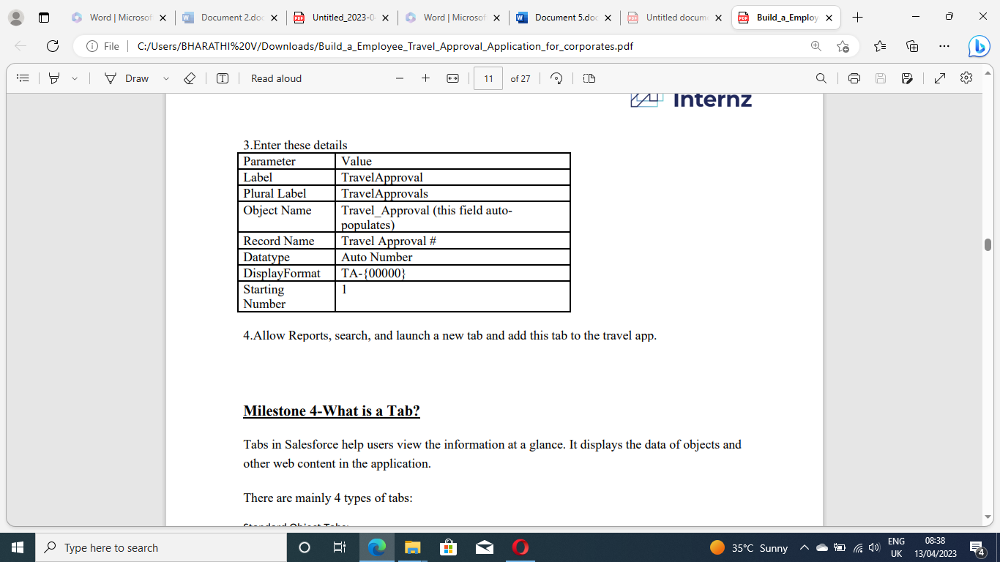 Word | Microsof
Document 2.doc
Untitled_2023-0
Word | Microsof
Document 5.doc
Untitled docum
Build_a_Employ
File
C:/Users/BHARATHI%20V/Downloads/Build_a_Employee_Travel_Approval_Application_for_corporates.pdf
Draw
Read aloud
11
of 27
Internz
3.Enter these details
Parameter Value
Label TravelApproval
Plural Label TravelApprovals
Object Name Travel_Approval (this field auto-
populates)
Record Name Travel Approval #
Datatype Auto Number
DisplayFormat TA-{00000}
Starting 1
Number
4.Allow Reports, search, and launch a new tab and add this tab to the travel app.
Milestone 4-What is a Tab?
Tabs in Salesforce help users view the information at a glance. It displays the data of objects and
other web content in the application.
There are mainly 4 types of tabs:
Standard Object Tabs:
Type here to search
35°C Sunny
ENG
UK
08:38
13/04/2023
4